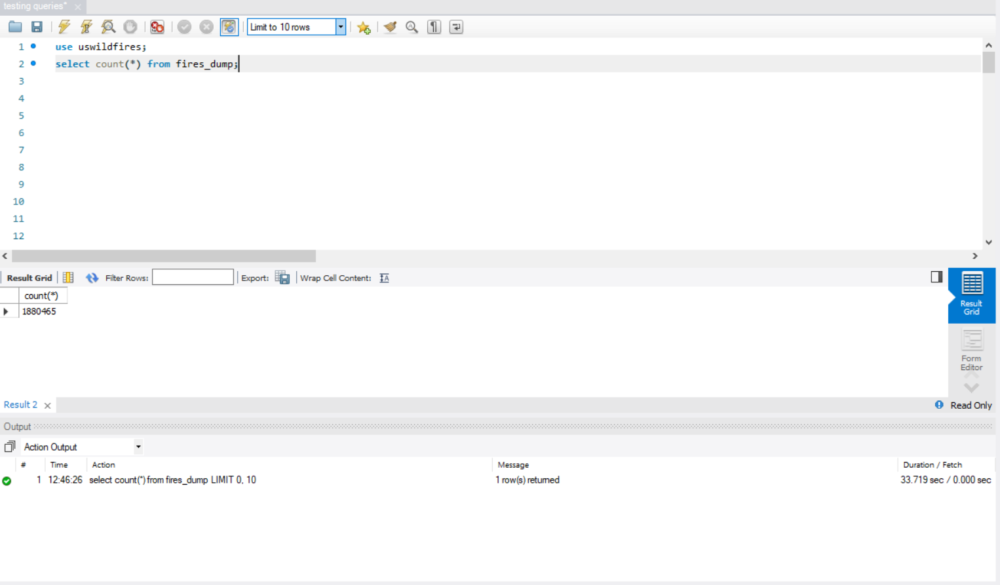 testing queries*
Limit to 10 rows
1 use uswildfires;
2 select count(*) from fires_dump;
3
4
5
6
7
8
9
10
11
12
Result Grid Filter Rows: Export: Wrap Cell Content:
count(*)
1880465
Result
Grid
Form
Editor
Result 2 Read Only
Output
Action Output
# Time Action Message Duration / Fetch
1 12:46:26 select count(*) from fires_dump LIMIT 0, 10 1 row(s) returned 33.719 sec / 0.000 sec